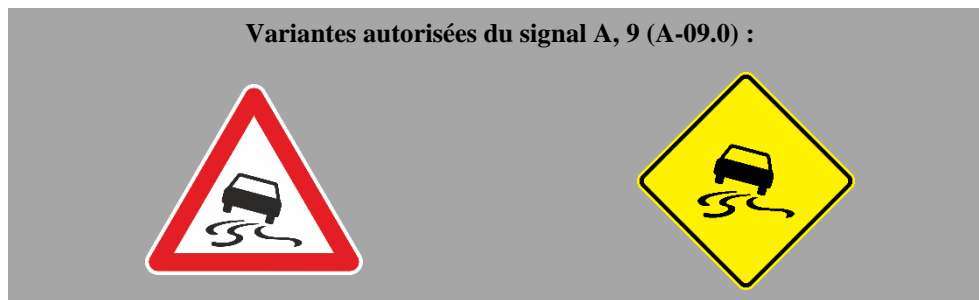 Variantes autorisées du signal A, 9 (A-09.0) :